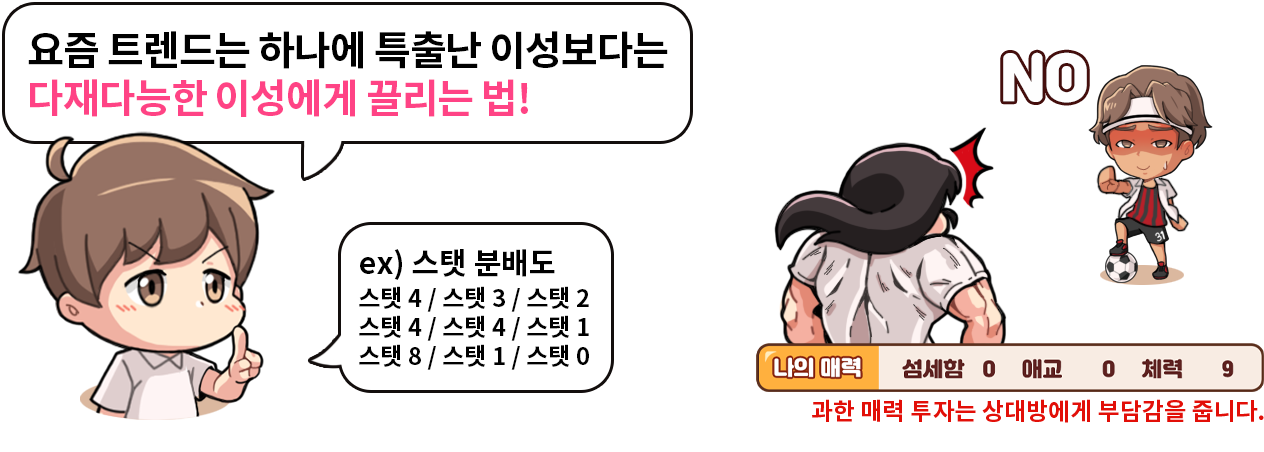 요즘 트렌드는 하나에 특출난 이성보다는
다재다능한 이성에게 끌리는 법!
ex) 스탯 분배도
스탯 4 / 스탯 3 / 스탯 2
스탯 4 / 스탯 4 / 스탯 1
스탯 8 / 스탯 1 / 스탯 0
NO
31
나의 매력 섬세함 0 애교 0 체력 9
과한 매력 투자는 상대방에게 부담감을 줍니다.